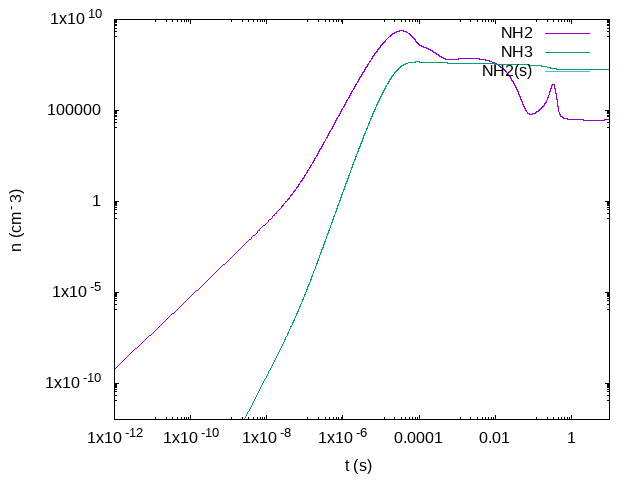 1x10^10
100000
1
1x10^-5
1x10^-10
n (cm^-3)
NH2
NH3
NH2(s)
1x10^-12
1x10^-10
1x10^-8
1x10^-6
0.0001
0.01
1
t (s)